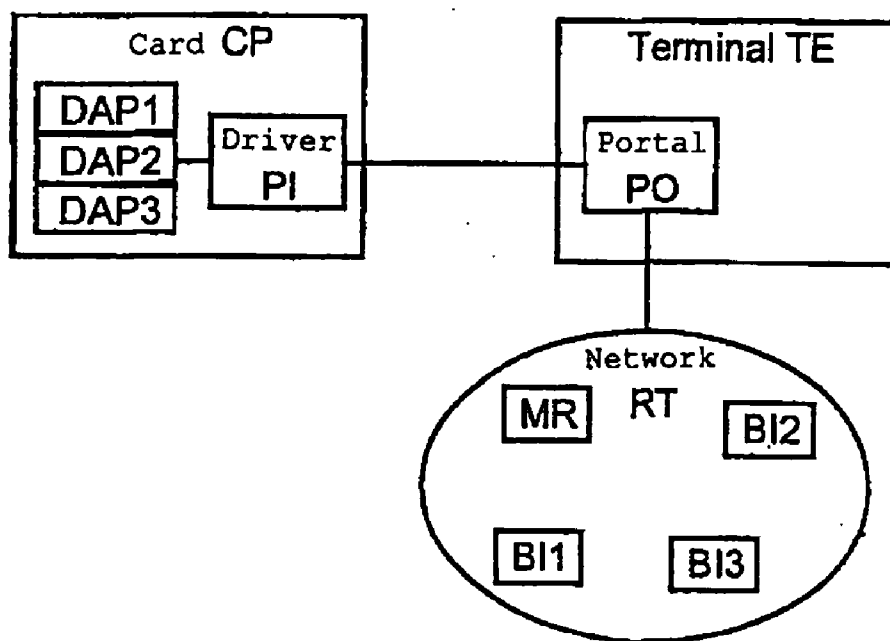 Card CP
DAP1
DAP2
DAP3
Driver
PI
Terminal TE
Portal
PO
Network
RT
MR
BI2
BI1
BI3